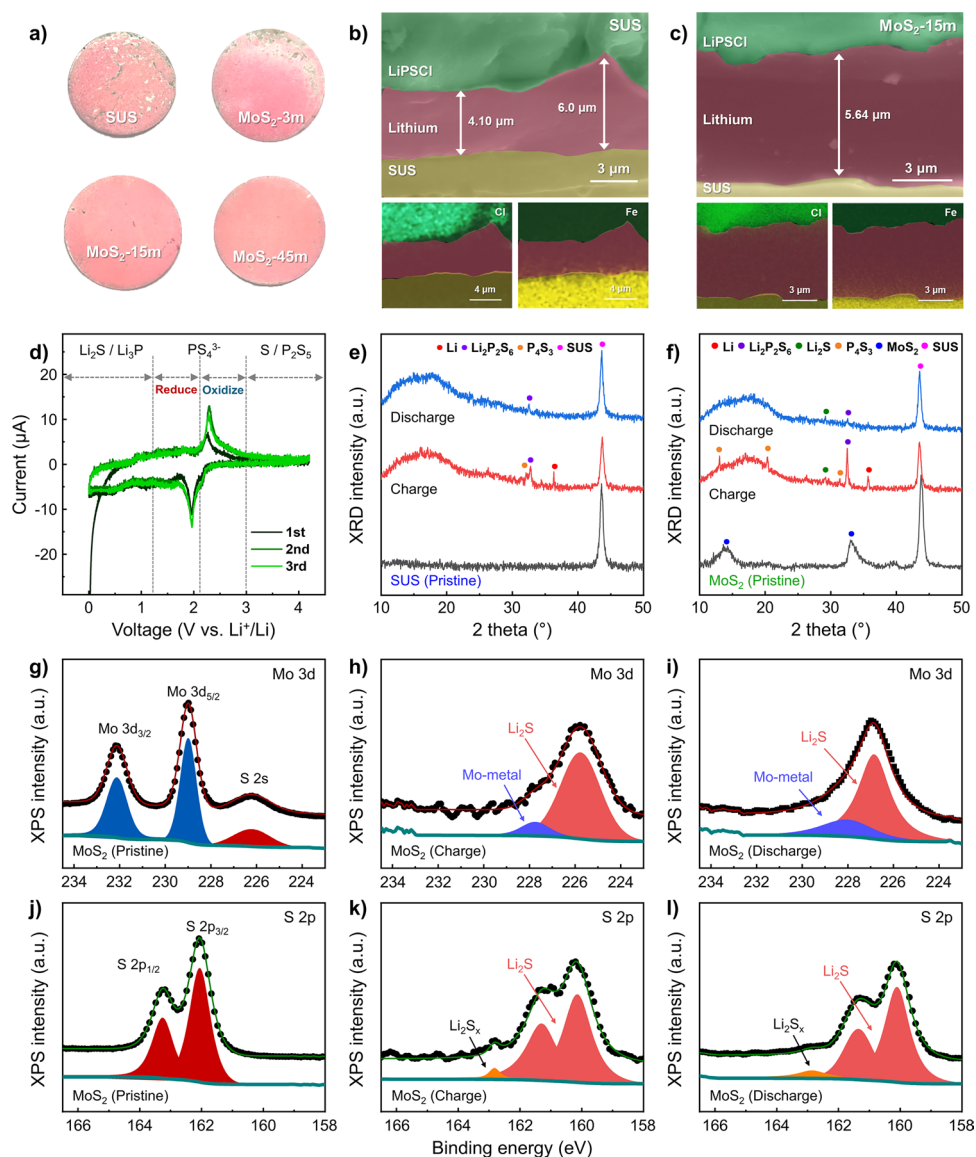 a)
SUS
MoS₂-3m
MoS₂-15m
MoS₂-45m
b)
SUS
LiPSCl
Lithium
4.10 µm
6.0 µm
SUS
3 µm
Cl
4 µm
Fe
4 µm
c)
MoS₂-15m
LiPSCl
Lithium
5.64 µm
SUS
3 µm
Cl
3 µm
Fe
3 µm
d)
Li₂S / Li₃P
PS₄³⁻
S / P₂S₅
Reduce
Oxidize
20
10
0
-10
-20
Current (µA)
1st
2nd
3rd
0 1 2 3 4
Voltage (V vs. Li⁺/Li)
e)
Li Li₂P₂S₆ P₄S₃ SUS
Discharge
Charge
SUS (Pristine)
XRD intensity (a.u.)
10 20 30 40 50
2 theta (°)
f)
Li Li₂P₂S₆ Li₂S P₄S₃ MoS₂ SUS
Discharge
Charge
MoS₂ (Pristine)
XRD intensity (a.u.)
10 20 30 40 50
2 theta (°)
g)
Mo 3d
Mo 3d₅/₂
Mo 3d₃/₂
S 2s
MoS₂ (Pristine)
XPS intensity (a.u.)
234 232 230 228 226 224
h)
Mo 3d
Li₂S
Mo-metal
MoS₂ (Charge)
XPS intensity (a.u.)
234 232 230 228 226 224
i)
Mo 3d
Li₂S
Mo-metal
MoS₂ (Discharge)
XPS intensity (a.u.)
234 232 230 228 226 224
j)
S 2p
S 2p₃/₂
S 2p₁/₂
MoS₂ (Pristine)
XPS intensity (a.u.)
166 164 162 160 158
k)
S 2p
Li₂S
Li₂Sₓ
MoS₂ (Charge)
XPS intensity (a.u.)
166 164 162 160 158
l)
S 2p
Li₂S
Li₂Sₓ
MoS₂ (Discharge)
XPS intensity (a.u.)
166 164 162 160 158
Binding energy (eV)